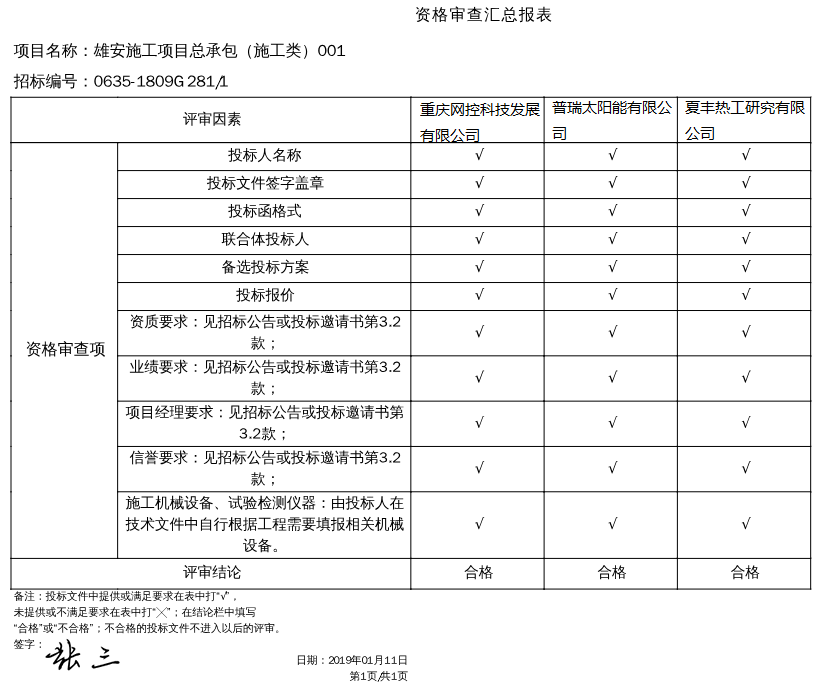 资格审查汇总报表
项目名称：雄安施工项目总承包（施工类）001
招标编号：0635-1809G281/1
评审因素
重庆网控科技发展
有限公司
普瑞太阳能有限公
司
夏丰热工研究有限
公司
资格审查项
投标人名称 √ √ √
投标文件签字盖章 √ √ √
投标函格式 √ √ √
联合体投标人 √ √ √
备选投标方案 √ √ √
投标报价 √ √ √
资质要求：见招标公告或投标邀请书第3.2
款； √ √ √
业绩要求：见招标公告或投标邀请书第3.2
款； √ √ √
项目经理要求：见招标公告或投标邀请书第
3.2款； √ √ √
信誉要求：见招标公告或投标邀请书第3.2
款； √ √ √
施工机械设备、试验检测仪器：由投标人在
技术文件中自行根据工程需要填报相关机械
设备。 √ √ √
评审结论 合格 合格 合格
备注：投标文件中提供或满足要求在表中打“√”，
未提供或不满足要求在表中打“╳”；在结论栏中填写
“合格”或“不合格”；不合格的投标文件不进入以后的评审。
签字：张三
日期：2019年01月11日
第1页/共1页